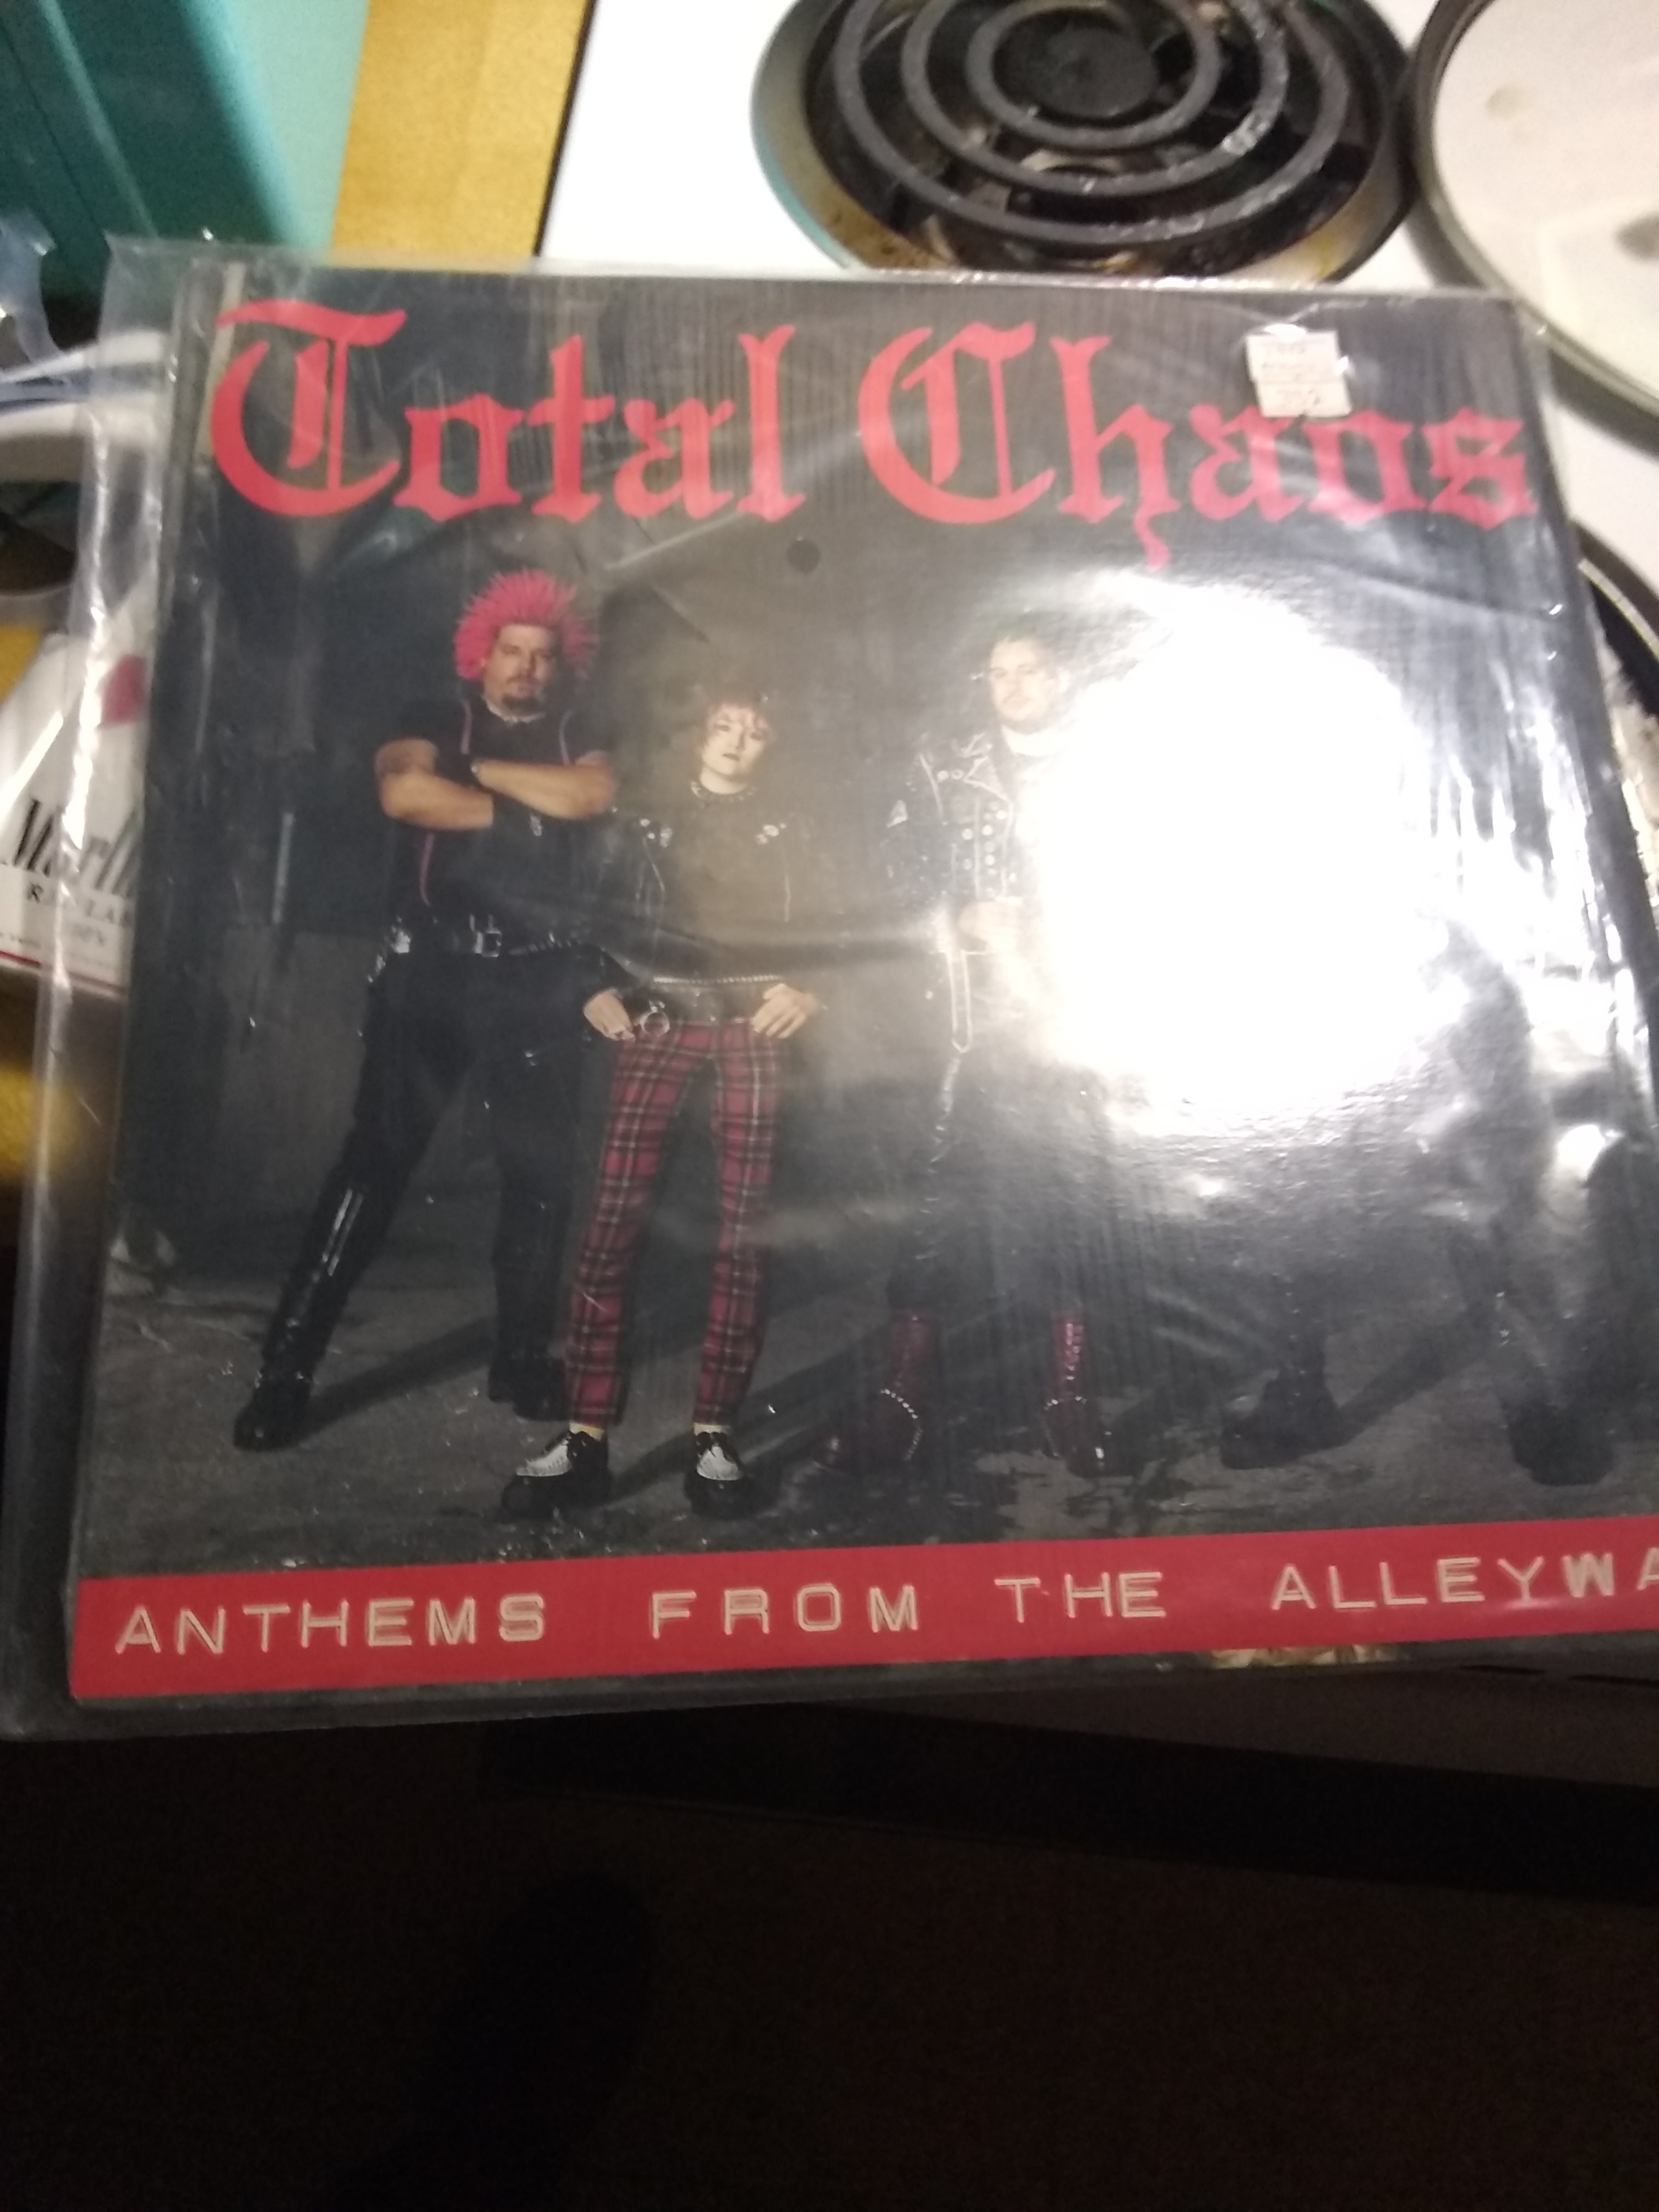 Total Chaos
ANTHEMS FROM THE ALLEYWA